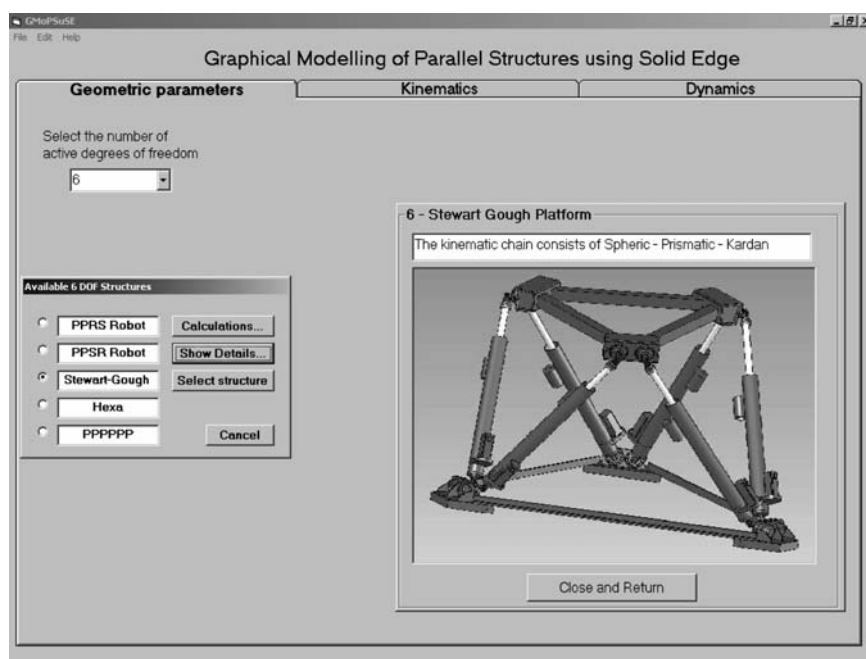 GMoPSuSE
File Edit Help
Graphical Modelling of Parallel Structures using Solid Edge
Geometric parameters
Kinematics
Dynamics
Select the number of
active degrees of freedom
6
Available 6 DOF Structures
PPRS Robot
Calculations...
PPSR Robot
Show Details...
Stewart-Gough
Select structure
Hexa
PPPPPP
Cancel
6 - Stewart Gough Platform
The kinematic chain consists of Spheric - Prismatic - Kardan
Close and Return